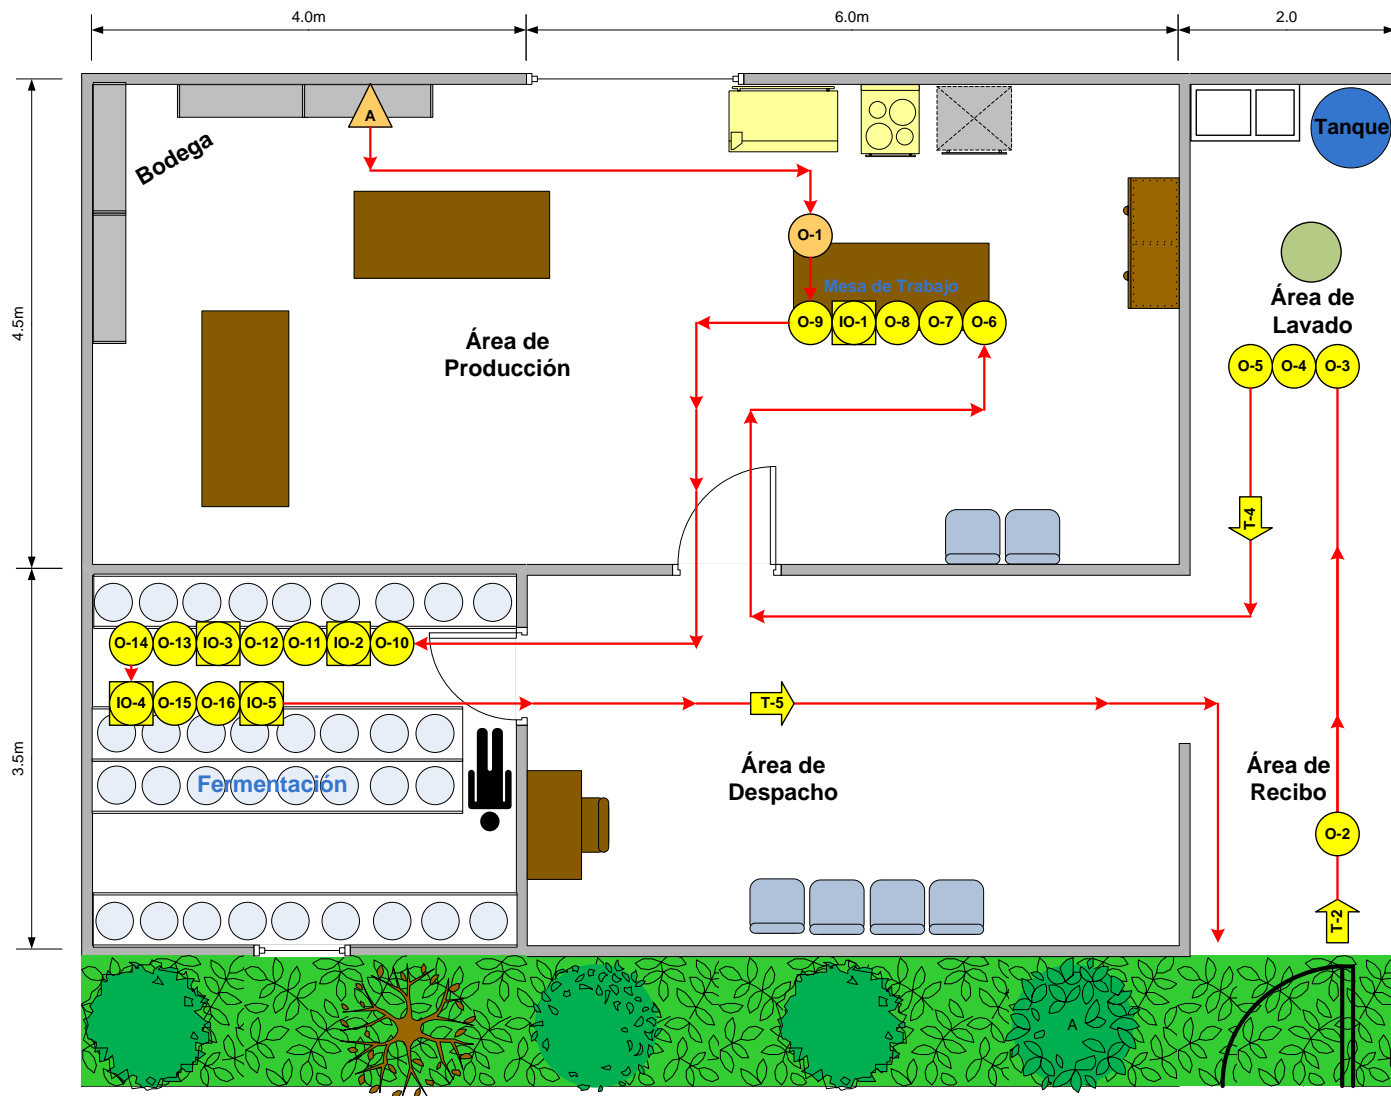 4.0m
6.0m
2.0
A
Bodega
Tanque
O-1
Mesa de Trabajo
Área de
Lavado
4.5m
O-9
IO-1
O-8
O-7
O-6
Área de
Producción
O-5
O-4
O-3
T-4
O-14
O-13
IO-3
O-12
O-11
IO-2
O-10
IO-4
O-15
O-16
IO-5
T-5
3.5m
Fermentación
Área de
Despacho
Área de
Recibo
O-2
T-2
A